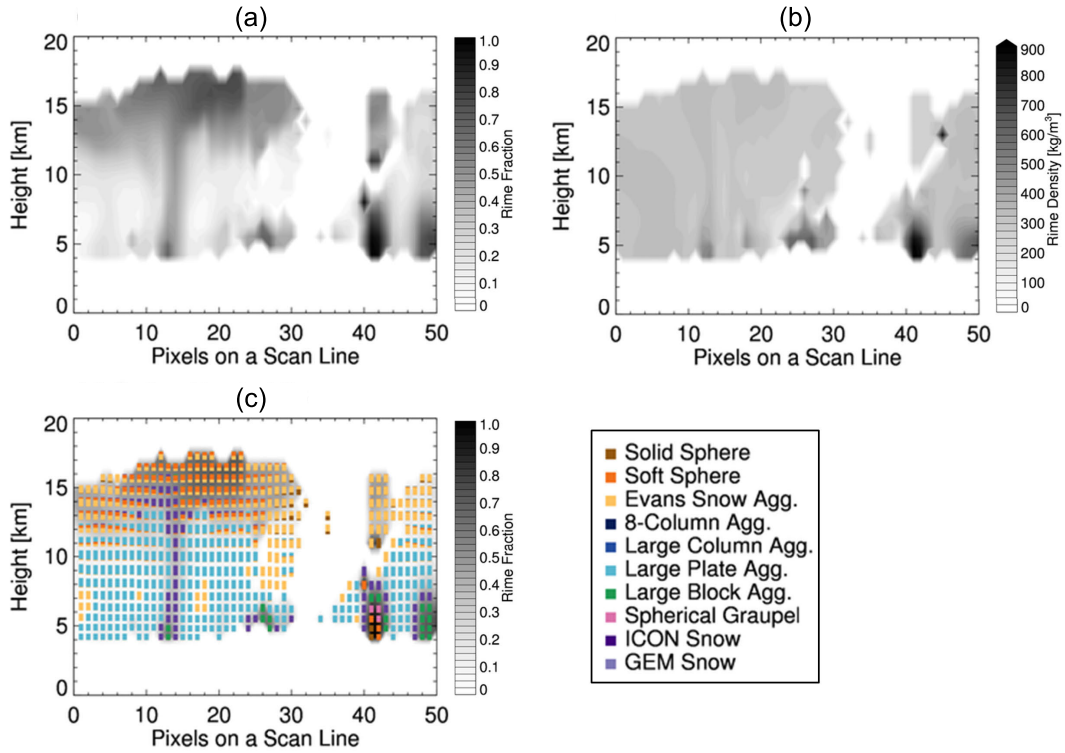 (a)
(b)
20
15
10
5
0
Height [km]
0 10 20 30 40 50
Pixels on a Scan Line
1.0
0.9
0.8
0.7
0.6
0.5
0.4
0.3
0.2
0.1
0
Rime Fraction
20
15
10
5
0
Height [km]
0 10 20 30 40 50
Pixels on a Scan Line
900
800
700
600
500
400
300
200
100
0
Rime Density [kg/m³]
(c)
20
15
10
5
0
Height [km]
0 10 20 30 40 50
Pixels on a Scan Line
1.0
0.9
0.8
0.7
0.6
0.5
0.4
0.3
0.2
0.1
0
Rime Fraction
Solid Sphere
Soft Sphere
Evans Snow Agg.
8-Column Agg.
Large Column Agg.
Large Plate Agg.
Large Block Agg.
Spherical Graupel
ICON Snow
GEM Snow